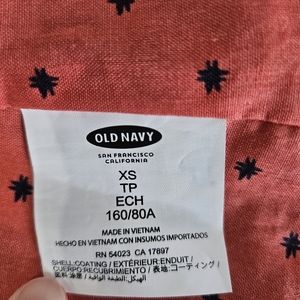 OLD NAVY
SAN FRANCISCO
CALIFORNIA
XS
TP
ECH
160/80A
MADE IN VIETNAM
HECHO EN VIETNAM CON INSUMOS IMPORTADOS
RN 54023 CA 17897
SHELL:COATING / EXTÉRIEUR:ENDUIT /
CUERPO RECUBRIMIENTO / 表地:コーティング /